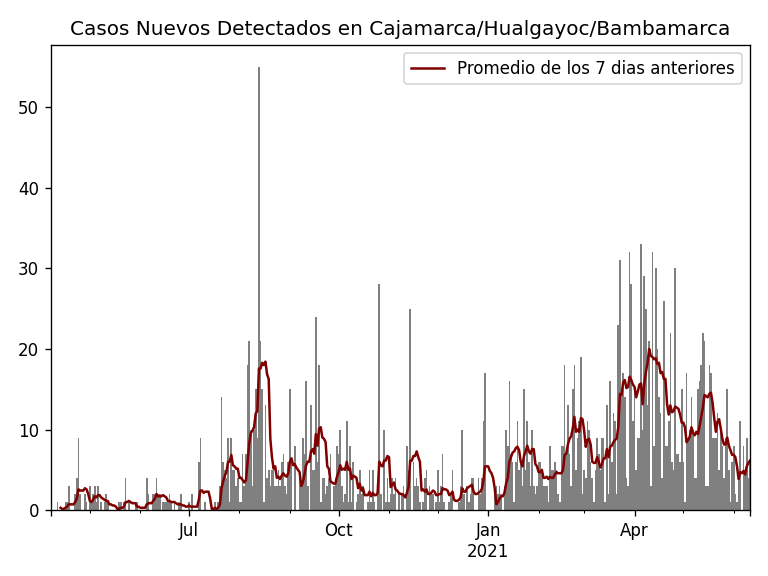 Casos Nuevos Detectados en Cajamarca/Hualgayoc/Bambamarca
Promedio de los 7 dias anteriores
50
40
30
20
10
0
Jul
Oct
Jan
2021
Apr